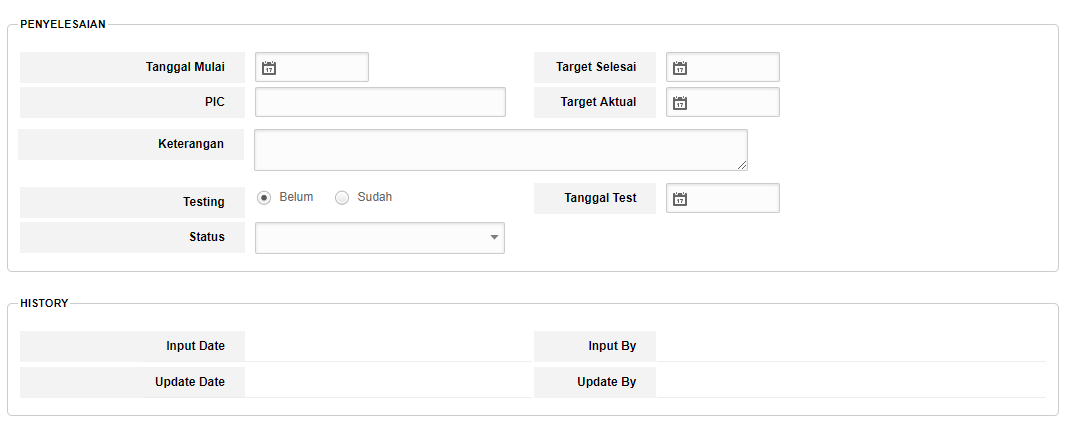 PENYELESAIAN
Tanggal Mulai Target Selesai
PIC Target Aktual
Keterangan
Testing Belum Sudah Tanggal Test
Status
HISTORY
Input Date Input By
Update Date Update By